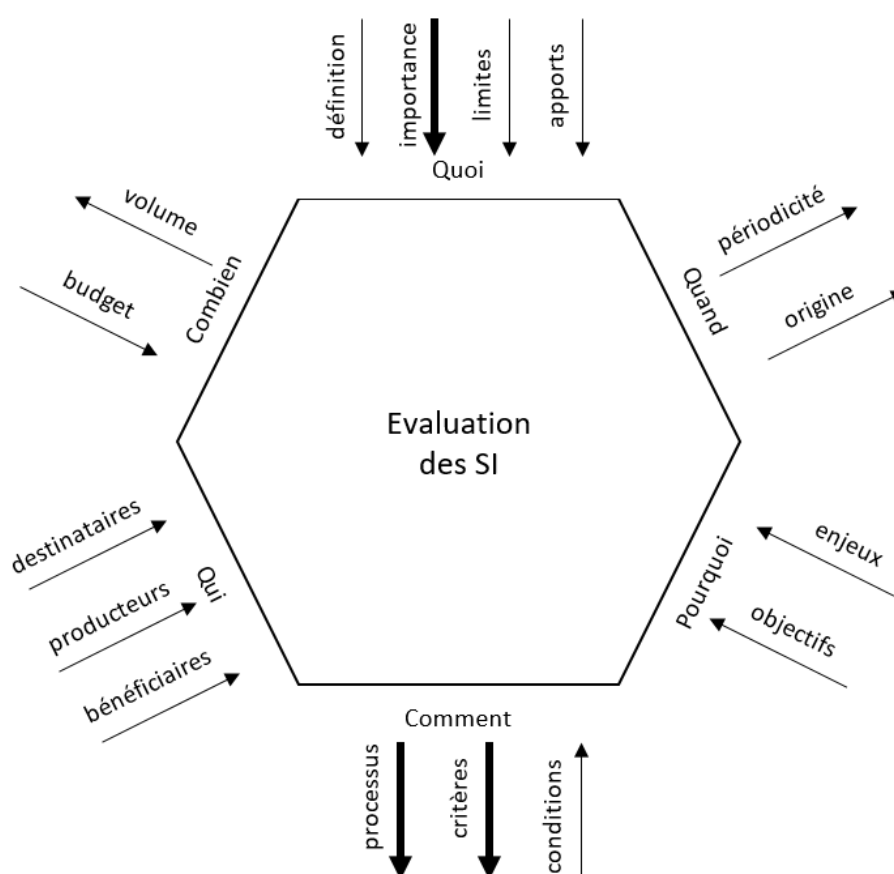 définition
importance
limites
apports
Quoi
volume
budget
Combien
périodicité
origine
Quand
Evaluation
des SI
destinataires
producteurs
bénéficiaires
Qui
enjeux
objectifs
Pourquoi
Comment
processus
critères
conditions